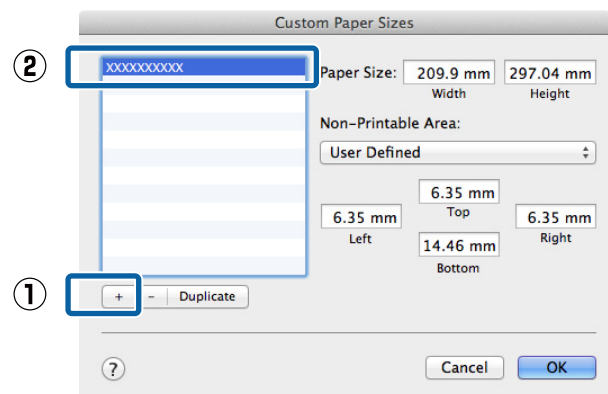 Custom Paper Sizes
②
XXXXXXXXXX
Paper Size: 209.9 mm 297.04 mm
Width Height
Non-Printable Area:
User Defined
6.35 mm
Top
6.35 mm 6.35 mm
Left Right
14.46 mm
Bottom
①
+ - Duplicate
? Cancel OK